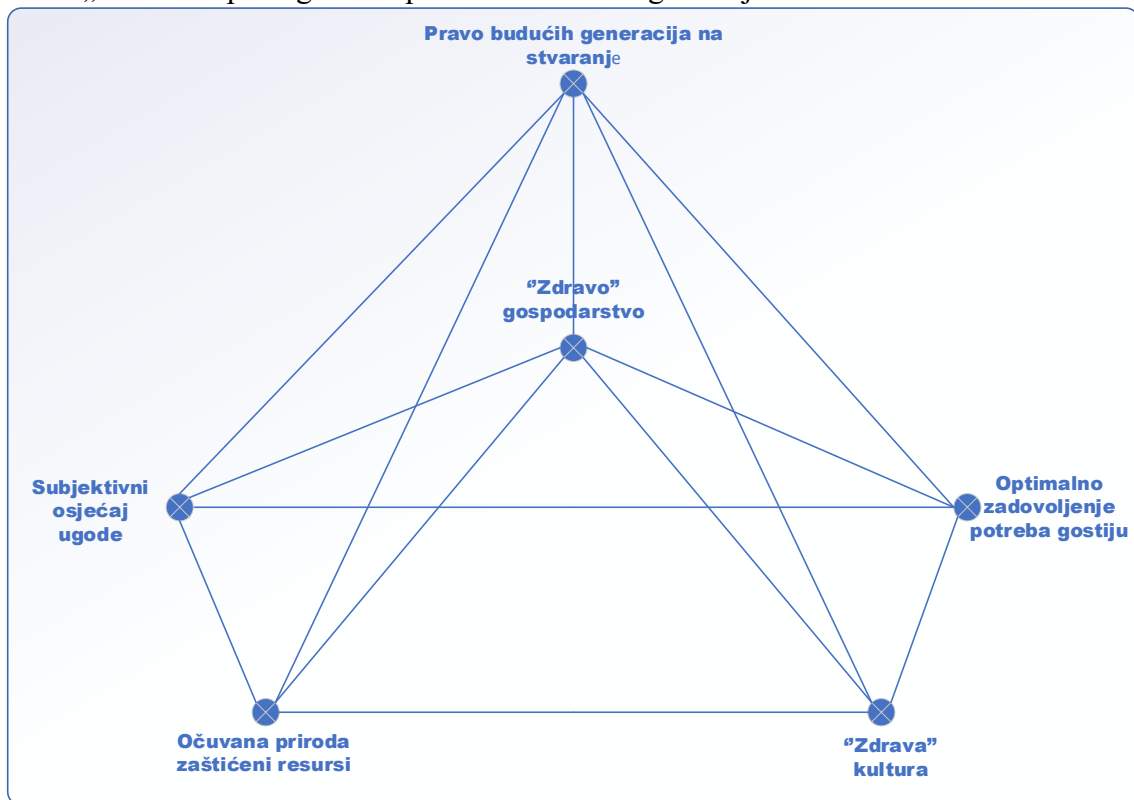 Pravo budućih generacija na
stvaranje
“Zdravo”
gospodarstvo
Subjektivni
osjećaj
ugode
Optimalno
zadovoljenje
potreba gostiju
Očuvana priroda
zaštićeni resursi
“Zdrava”
kultura